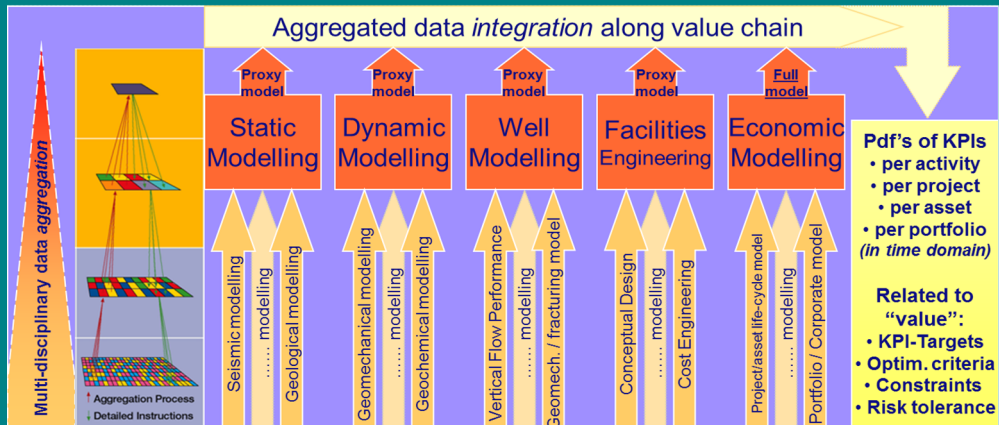 Aggregated data integration along value chain
Multi-disciplinary data aggregation
Aggregation Process
Detailed Instructions
Proxy
model
Static
Modelling
Seismic modelling
...... modelling
Geological modelling
Proxy
model
Dynamic
Modelling
Geomechanical modelling
...... modelling
Geochemical modelling
Proxy
model
Well
Modelling
Vertical Flow Performance
...... modelling
Geomech. / fracturing model
Proxy
model
Facilities
Engineering
Conceptual Design
...... modelling
Cost Engineering
Full
model
Economic
Modelling
Project/asset life-cycle model
...... modelling
Portfolio / Corporate model
Pdf's of KPIs
• per activity
• per project
• per asset
• per portfolio
(in time domain)
Related to
“value”:
• KPI-Targets
• Optim. criteria
• Constraints
• Risk tolerance